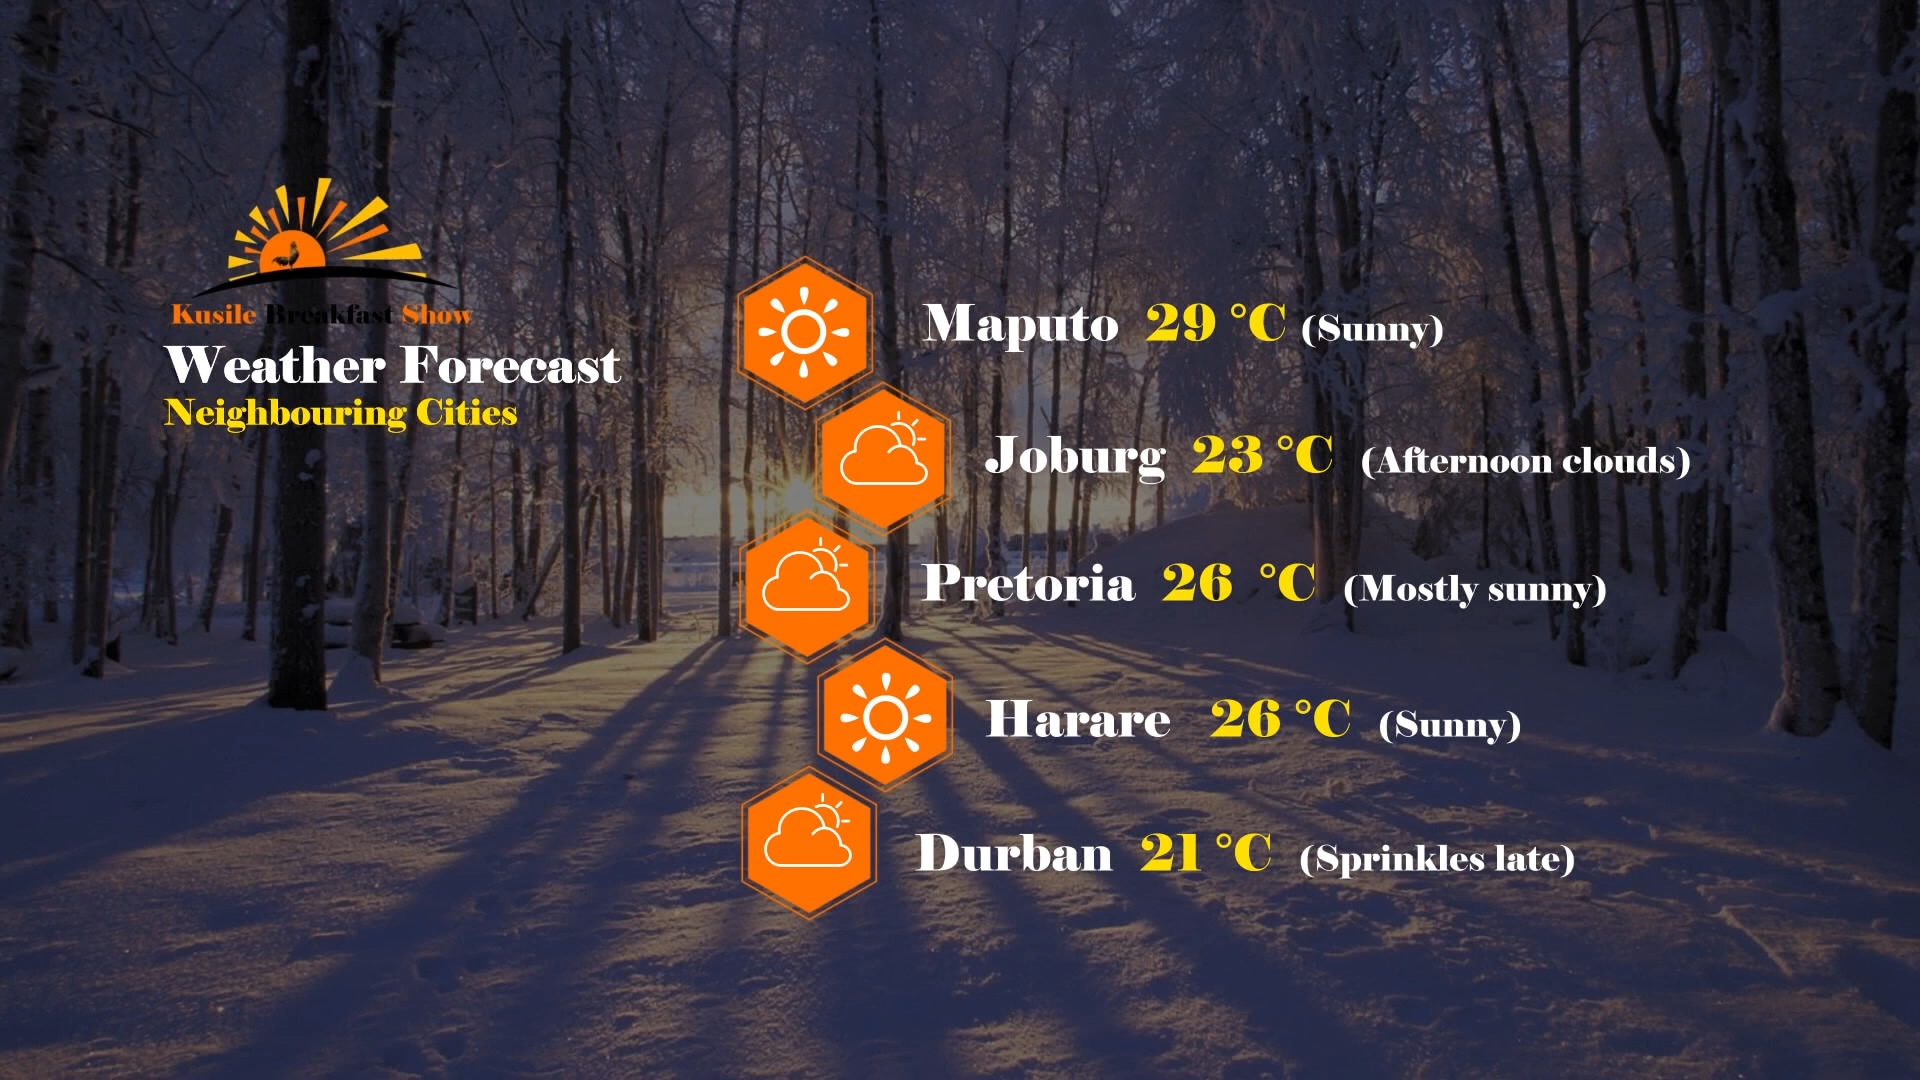 Kusile Breakfast Show
Weather Forecast
Neighbouring Cities
Maputo 29 °C (Sunny)
Joburg 23 °C (Afternoon clouds)
Pretoria 26 °C (Mostly sunny)
Harare 26 °C (Sunny)
Durban 21 °C (Sprinkles late)